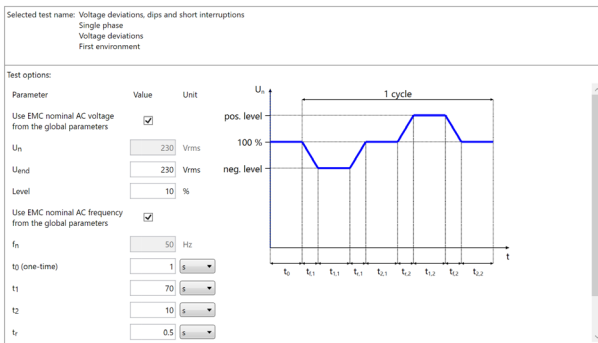 Selected test name: Voltage deviations, dips and short interruptions
Single phase
Voltage deviations
First environment
Test options:
Parameter Value Unit
Use EMC nominal AC voltage
from the global parameters
Un 230 Vrms
Uend 230 Vrms
Level 10 %
Use EMC nominal AC frequency
from the global parameters
fn 50 Hz
t0 (one-time) 1 s
t1 70 s
t2 10 s
tr 0.5 s
Un
1 cycle
pos. level
100 %
neg. level
t
t0 tf,1 t1,1 tr,1 t2,1 tr,2 t1,2 tf,2 t2,2